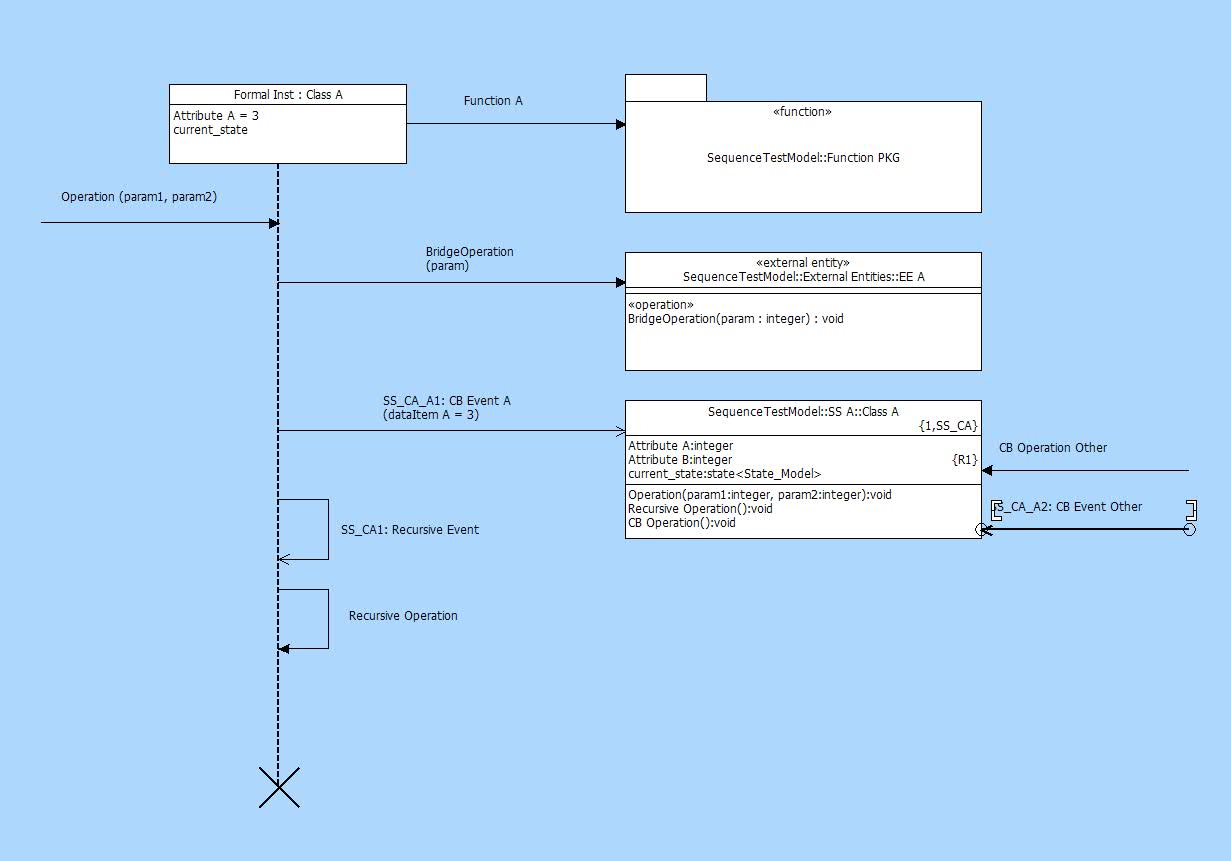 Formal Inst : Class A
Attribute A = 3
current_state
Function A
«function»
SequenceTestModel::Function PKG
Operation (param1, param2)
BridgeOperation
(param)
«external entity»
SequenceTestModel::External Entities::EE A
«operation»
BridgeOperation(param : integer) : void
SS_CA_A1: CB Event A
(dataItem A = 3)
SequenceTestModel::SS A::Class A
{1,SS_CA}
Attribute A:integer
Attribute B:integer {R1}
current_state:state<State_Model>
Operation(param1:integer, param2:integer):void
Recursive Operation():void
CB Operation():void
CB Operation Other
SS_CA_A2: CB Event Other
SS_CA1: Recursive Event
Recursive Operation